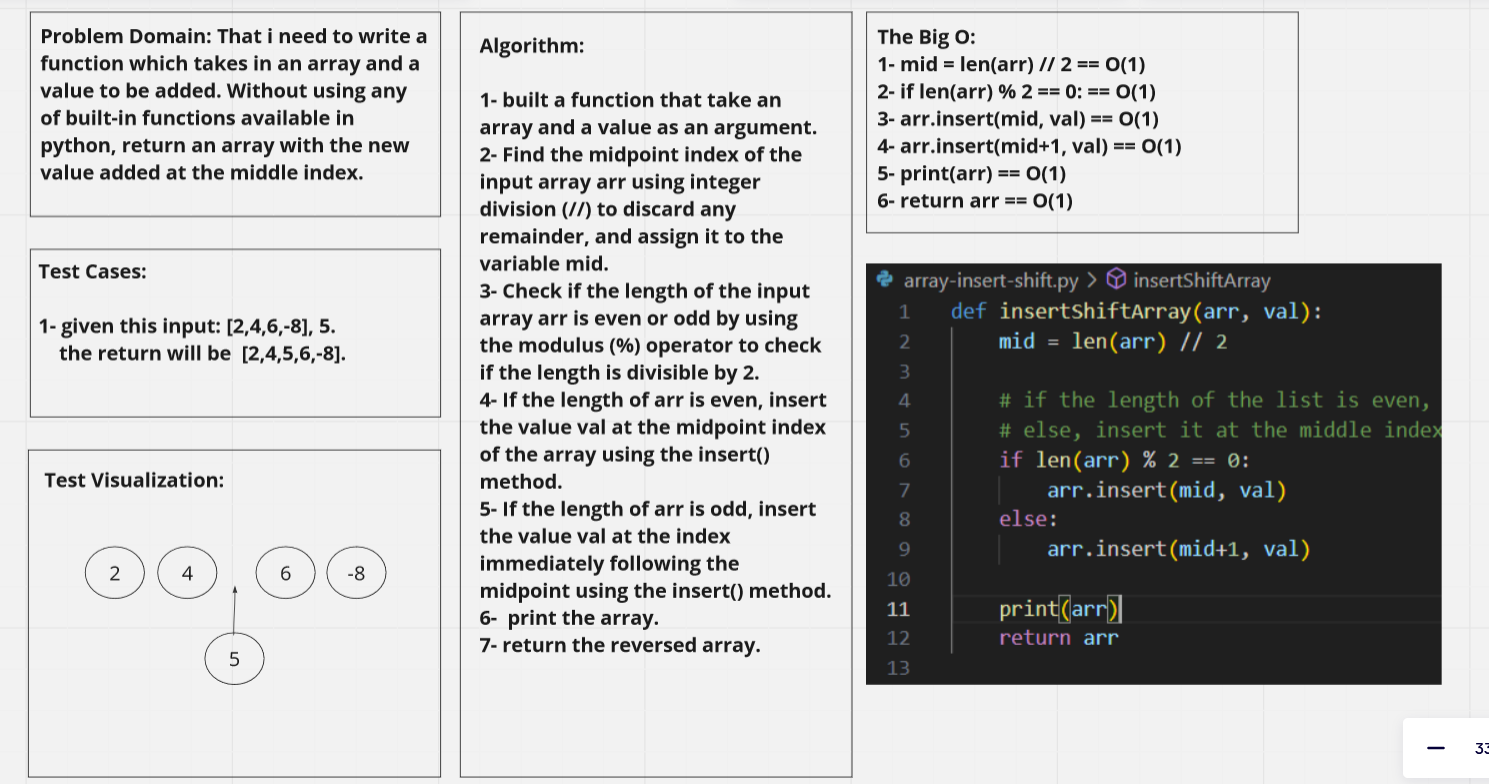 Problem Domain: That i need to write a
function which takes in an array and a
value to be added. Without using any
of built-in functions available in
python, return an array with the new
value added at the middle index.
Test Cases:
1- given this input: [2,4,6,-8], 5.
the return will be [2,4,5,6,-8].
Test Visualization:
2 4 6 -8
5
Algorithm:
1- built a function that take an
array and a value as an argument.
2- Find the midpoint index of the
input array arr using integer
division (//) to discard any
remainder, and assign it to the
variable mid.
3- Check if the length of the input
array arr is even or odd by using
the modulus (%) operator to check
if the length is divisible by 2.
4- If the length of arr is even, insert
the value val at the midpoint index
of the array using the insert()
method.
5- If the length of arr is odd, insert
the value val at the index
immediately following the
midpoint using the insert() method.
6- print the array.
7- return the reversed array.
The Big O:
1- mid = len(arr) // 2 == O(1)
2- if len(arr) % 2 == 0: == O(1)
3- arr.insert(mid, val) == O(1)
4- arr.insert(mid+1, val) == O(1)
5- print(arr) == O(1)
6- return arr == O(1)
array-insert-shift.py > insertShiftArray
1 def insertShiftArray(arr, val):
2 mid = len(arr) // 2
3
4 # if the length of the list is even,
5 # else, insert it at the middle index
6 if len(arr) % 2 == 0:
7 arr.insert(mid, val)
8 else:
9 arr.insert(mid+1, val)
10
11 print(arr)
12 return arr
13
33